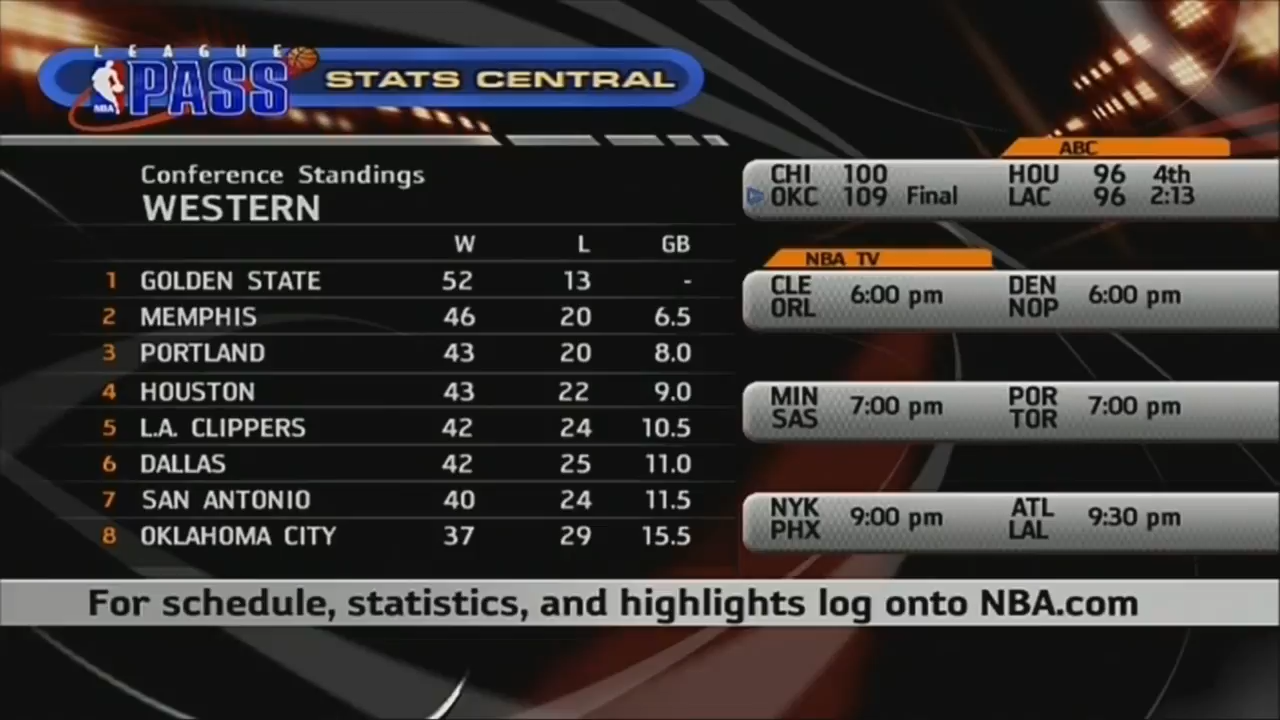 LEAGUE
NBA PASS STATS CENTRAL
Conference Standings
WESTERN
W L GB
1 GOLDEN STATE 52 13 -
2 MEMPHIS 46 20 6.5
3 PORTLAND 43 20 8.0
4 HOUSTON 43 22 9.0
5 L.A. CLIPPERS 42 24 10.5
6 DALLAS 42 25 11.0
7 SAN ANTONIO 40 24 11.5
8 OKLAHOMA CITY 37 29 15.5
ABC
CHI 100 HOU 96 4th
OKC 109 Final LAC 96 2:13
NBA TV
CLE DEN
6:00 pm 6:00 pm
ORL NOP
MIN POR
7:00 pm 7:00 pm
SAS TOR
NYK ATL
9:00 pm 9:30 pm
PHX LAL
For schedule, statistics, and highlights log onto NBA.com